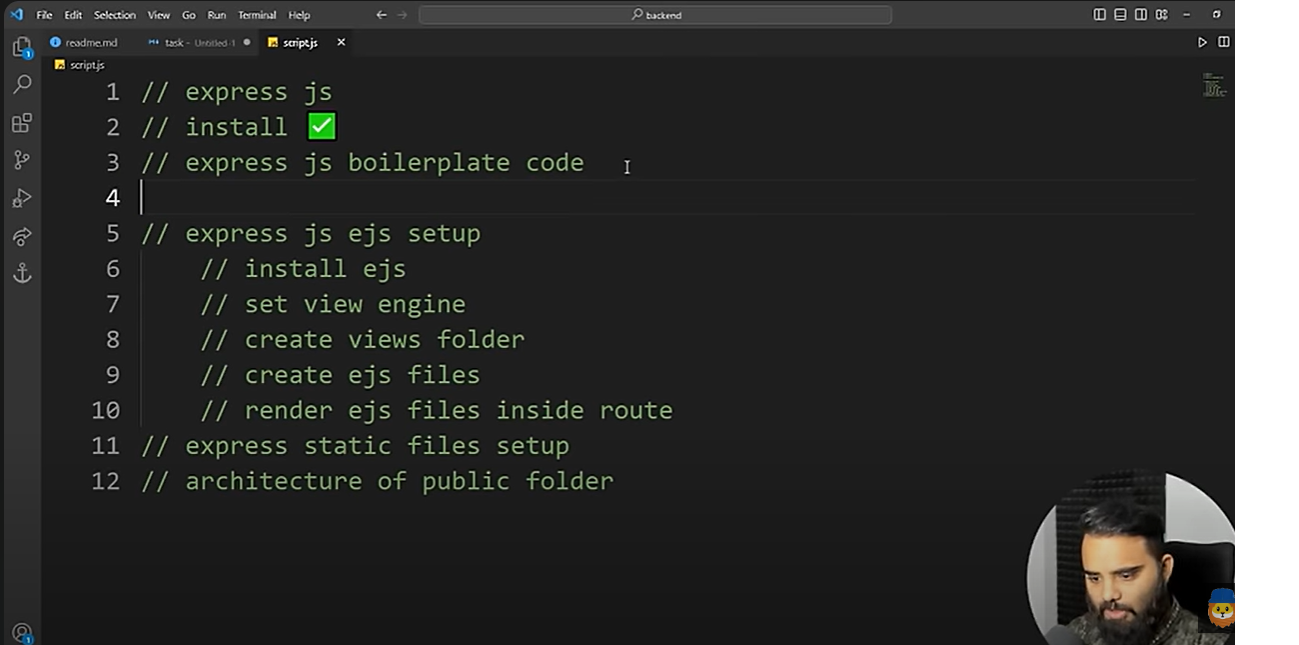 File Edit Selection View Go Run Terminal Help ← → backend
readme.md task - Untitled-1 ● script.js ×
script.js
1 // express js
2 // install ✅
3 // express js boilerplate code
4
5 // express js ejs setup
6 // install ejs
7 // set view engine
8 // create views folder
9 // create ejs files
10 // render ejs files inside route
11 // express static files setup
12 // architecture of public folder
1
1